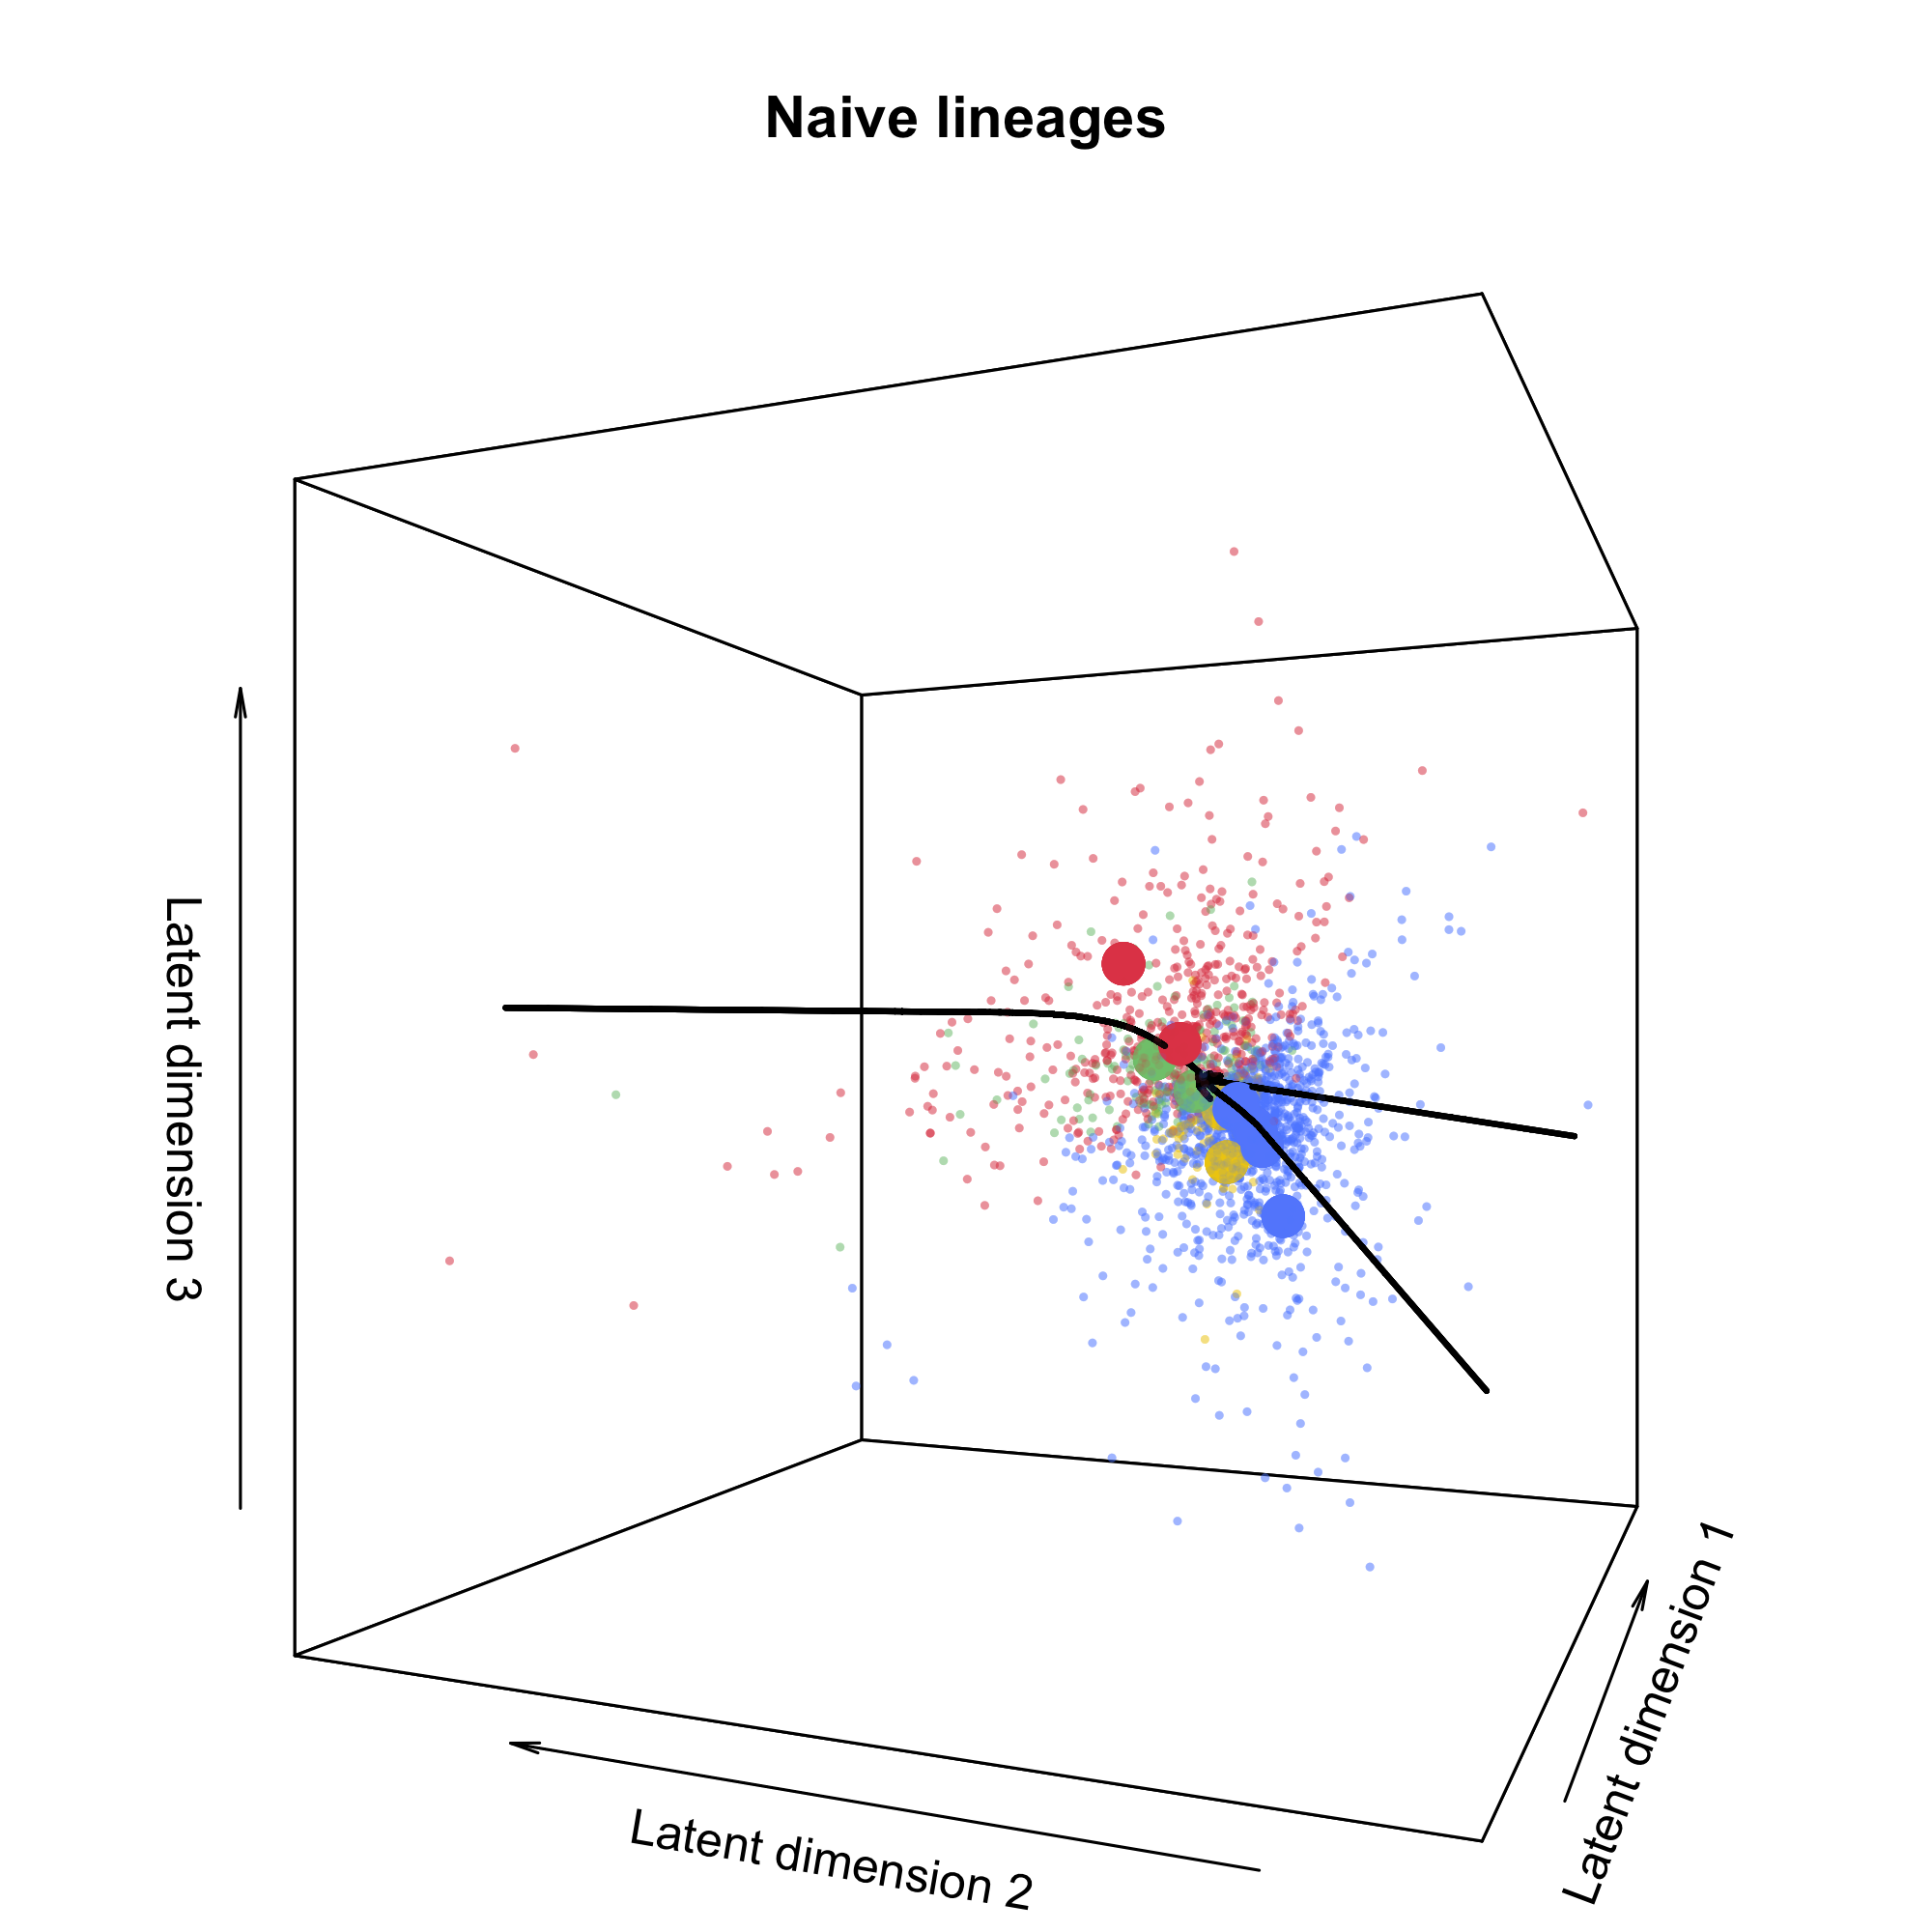 Naive lineages
Latent dimension 3
Latent dimension 2
Latent dimension 1